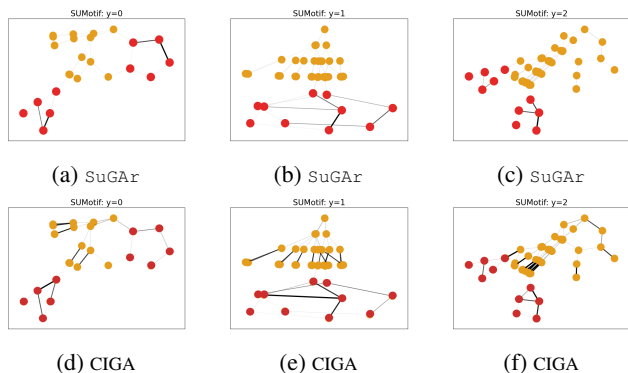 SUMotif: y=0
SUMotif: y=1
SUMotif: y=2
(a) SuGAr
(b) SuGAr
(c) SuGAr
SUMotif: y=0
SUMotif: y=1
SUMotif: y=2
(d) CIGA
(e) CIGA
(f) CIGA